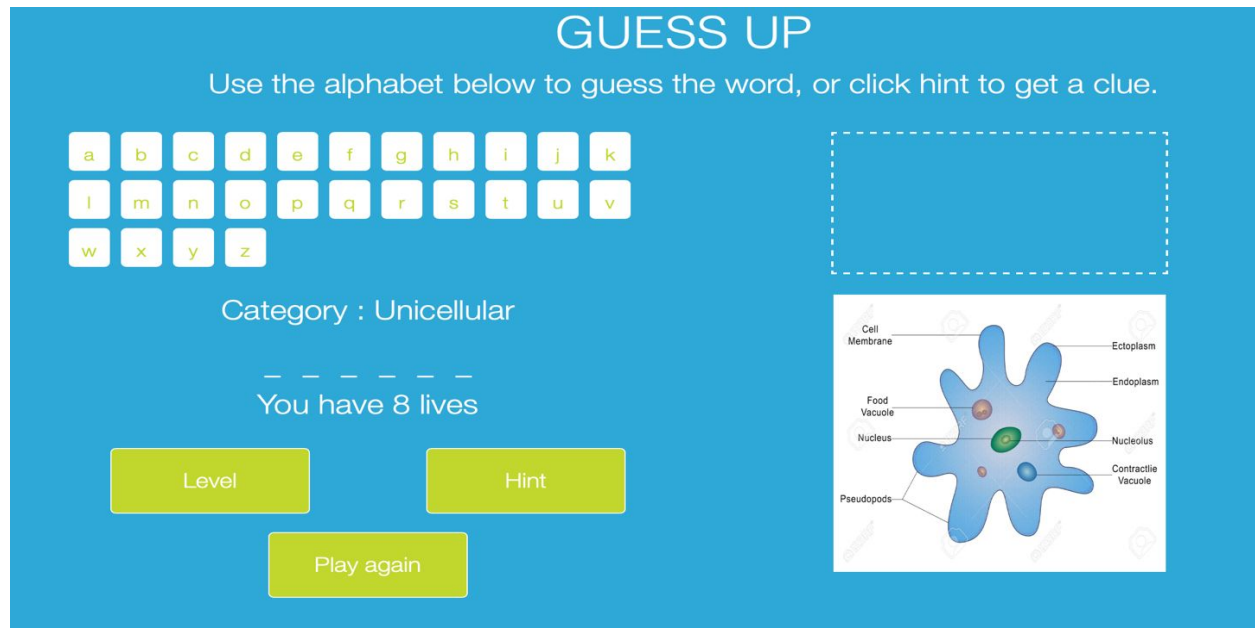 GUESS UP
Use the alphabet below to guess the word, or click hint to get a clue.
a b c d e f g h i j k
l m n o p q r s t u v
w x y z
Category : Unicellular
_ _ _ _ _ _
You have 8 lives
Level
Hint
Play again
Cell
Membrane
Ectoplasm
Endoplasm
Food
Vacuole
Nucleus
Nucleolus
Contractlie
Vacuole
Pseudopods